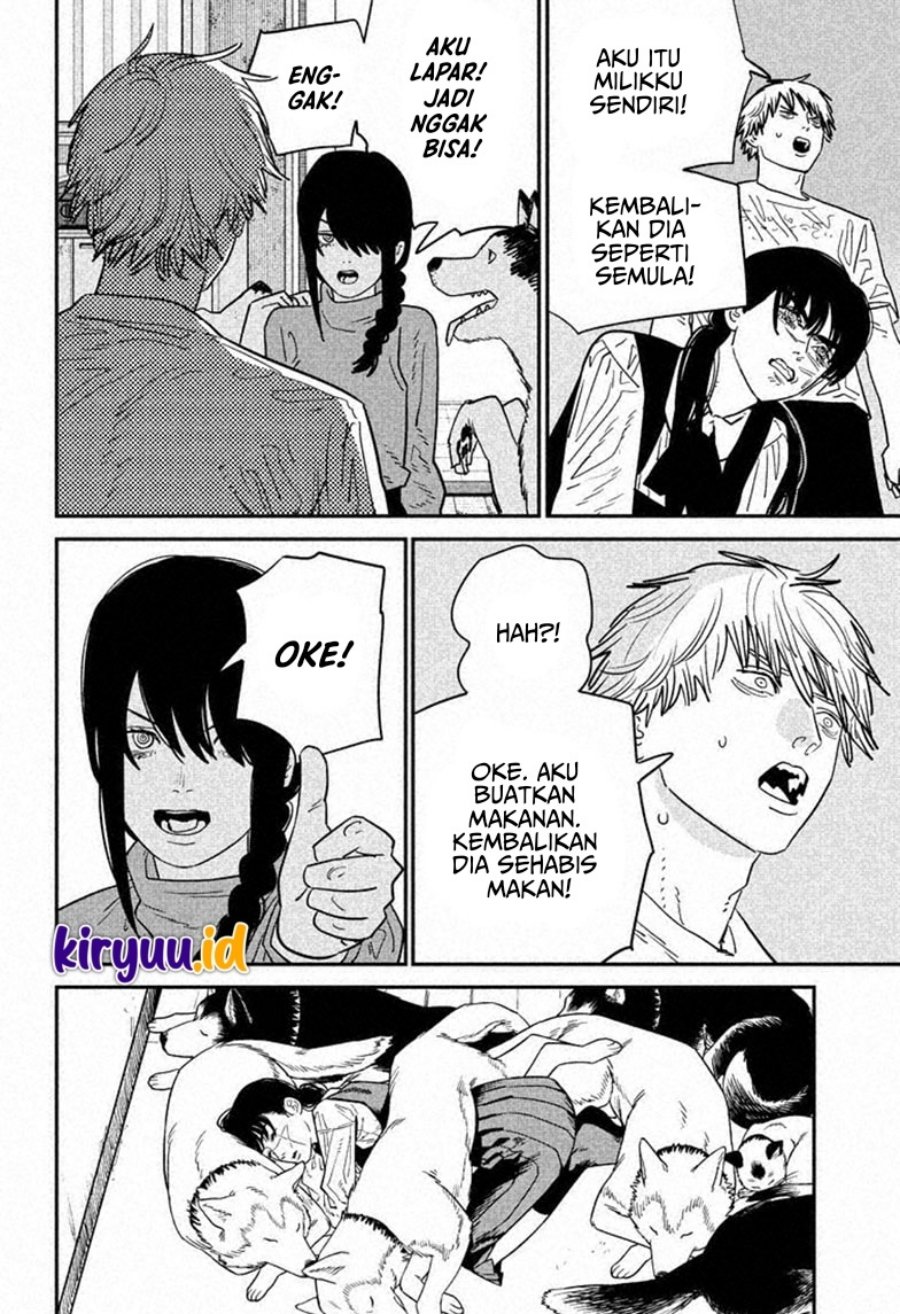 AKU ITU
MILIKKU
SENDIRI!
KEMBALI-
KAN DIA
SEPERTI
SEMULA!
AKU
LAPAR!
JADI
NGGAK
BISA!
ENG-
GAK!
HAH?!
OKE. AKU
BUATKAN
MAKANAN.
KEMBALIKAN
DIA SEHABIS
MAKAN!
OKE!
kiryuu.id